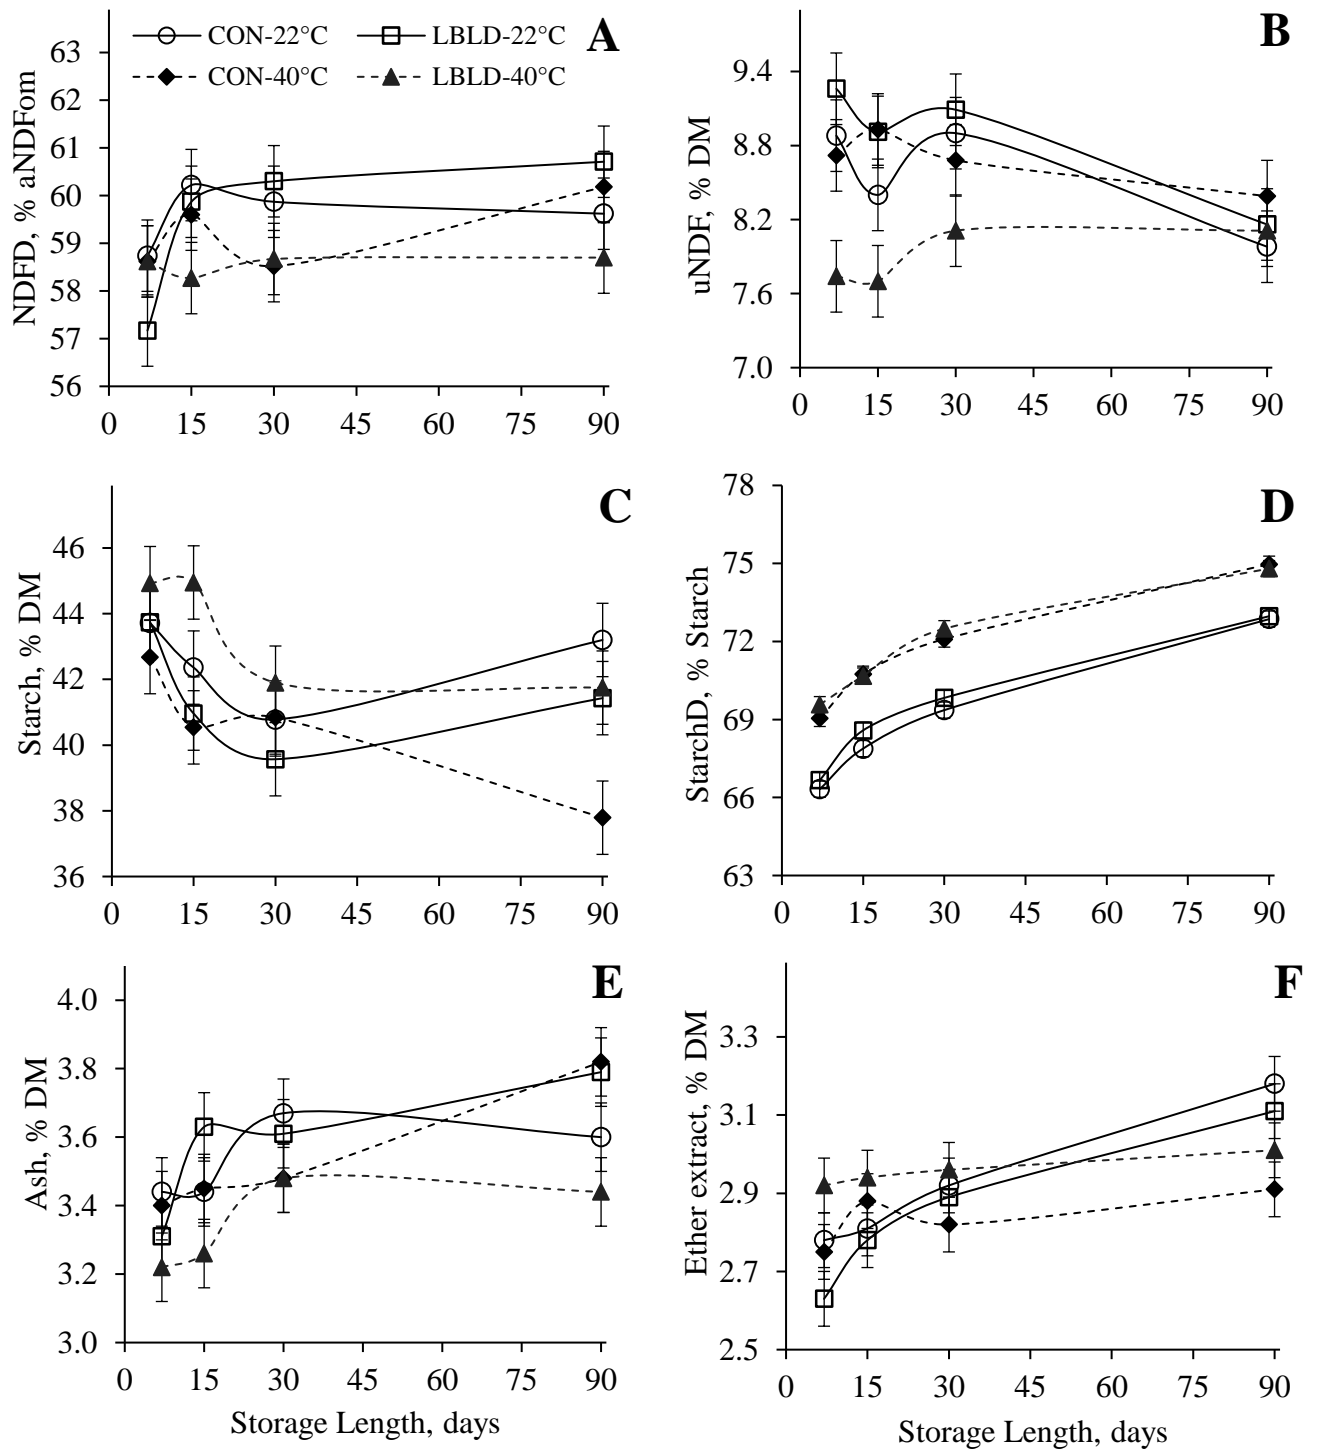 A
CON-22°C LBLD-22°C
CON-40°C LBLD-40°C
NDFD, % aNDFom
63
62
61
60
59
58
57
56
0 15 30 45 60 75 90
B
uNDF, % DM
9.4
8.8
8.2
7.6
7.0
0 15 30 45 60 75 90
C
Starch, % DM
46
44
42
40
38
36
0 15 30 45 60 75 90
D
StarchD, % Starch
78
75
72
69
66
63
0 15 30 45 60 75 90
E
Ash, % DM
4.0
3.8
3.6
3.4
3.2
3.0
0 15 30 45 60 75 90
Storage Length, days
F
Ether extract, % DM
3.3
3.1
2.9
2.7
2.5
0 15 30 45 60 75 90
Storage Length, days